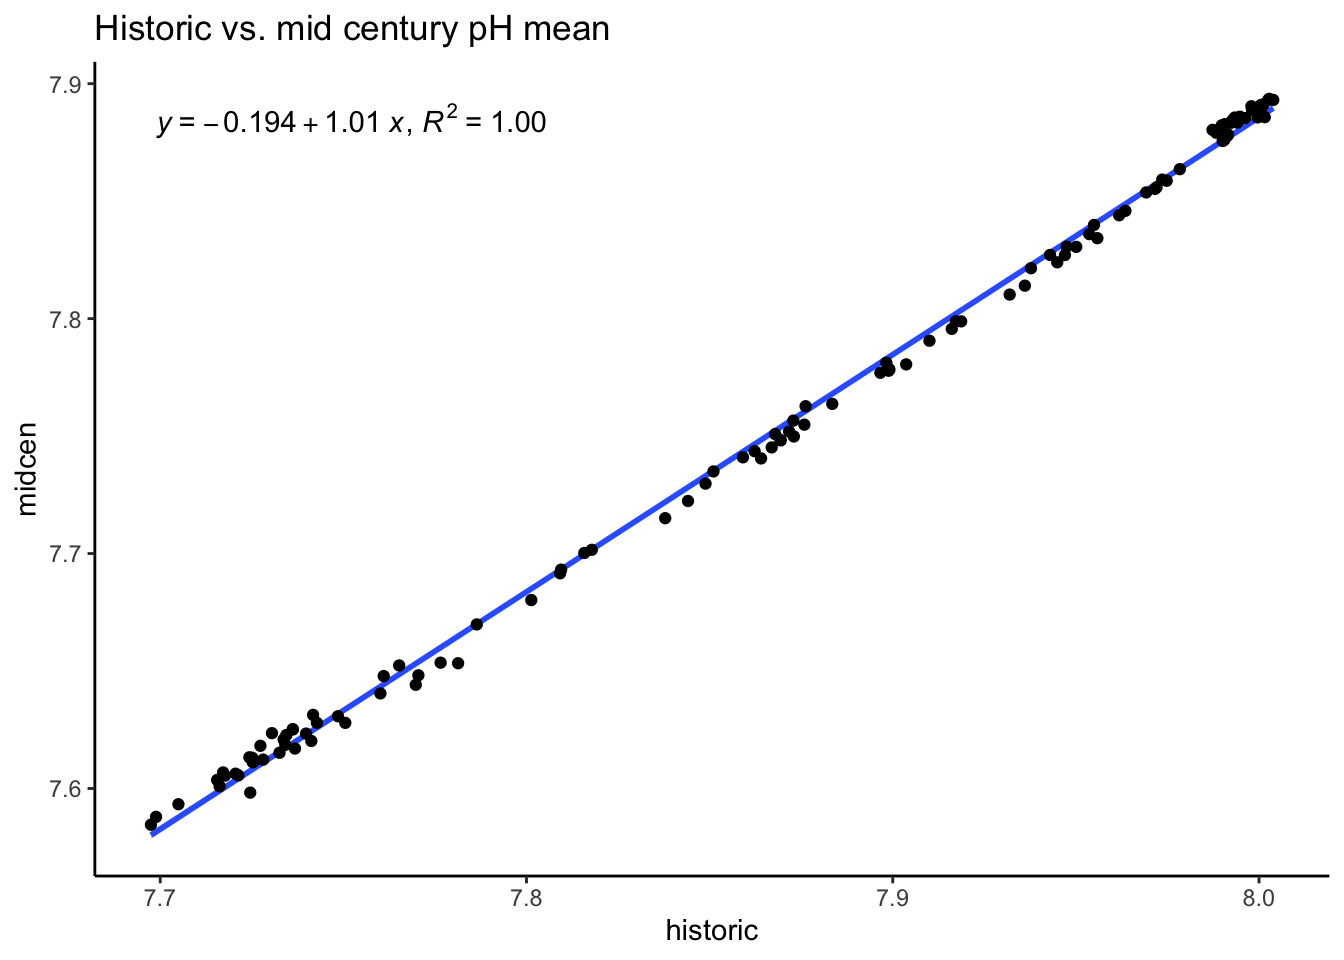 Historic vs. mid century pH mean
y = −0.194 + 1.01 x, R² = 1.00
7.9
7.8
7.7
7.6
midcen
7.7 7.8 7.9 8.0
historic